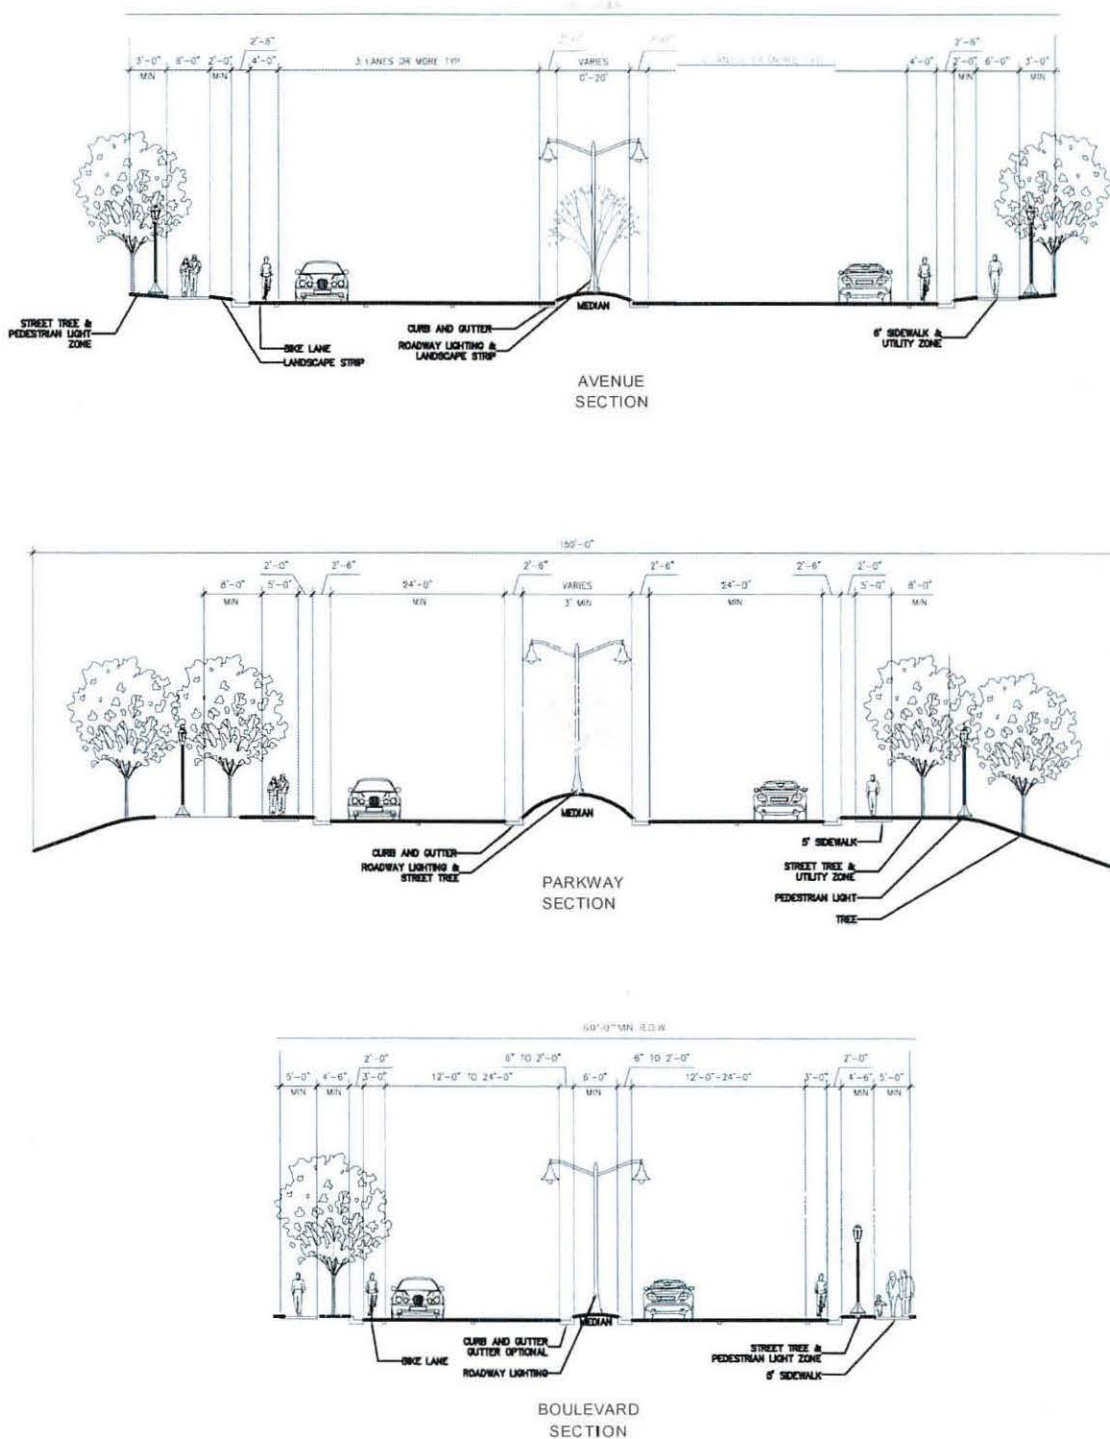 2'-6"
3'-0" 6'-0" 2'-0" 4'-0" 3 LANES OR MORE TYP VARIES 4'-0" 2'-0" 6'-0" 3'-0"
2'-6"
MIN MIN 0'-20' MIN MIN
STREET TREE &
PEDESTRIAN LIGHT
ZONE
BIKE LANE
LANDSCAPE STRIP
CURB AND GUTTER
ROADWAY LIGHTING &
LANDSCAPE STRIP
MEDIAN
6' SIDEWALK &
UTILITY ZONE
AVENUE
SECTION
150'-0"
2'-0" 2'-6" 2'-6" VARIES 2'-6" 2'-6" 2'-0"
8'-0" 5'-0" 24'-0" 24'-0" 5'-0" 8'-0"
MIN MIN 3' MIN MIN MIN
CURB AND GUTTER
ROADWAY LIGHTING &
STREET TREE
MEDIAN
5' SIDEWALK
STREET TREE &
UTILITY ZONE
PEDESTRIAN LIGHT
TREE
PARKWAY
SECTION
60'-0" MIN R.O.W.
2'-0" 6" TO 2'-0" 6" TO 2'-0" 2'-0"
5'-0" 4'-6" 3'-0" 12'-0" TO 24'-0" 6'-0" 12'-0"-24'-0" 3'-0" 4'-6" 5'-0"
MIN MIN MIN MIN MIN
BIKE LANE
CURB AND GUTTER
GUTTER OPTIONAL
ROADWAY LIGHTING
MEDIAN
STREET TREE &
PEDESTRIAN LIGHT ZONE
5' SIDEWALK
BOULEVARD
SECTION